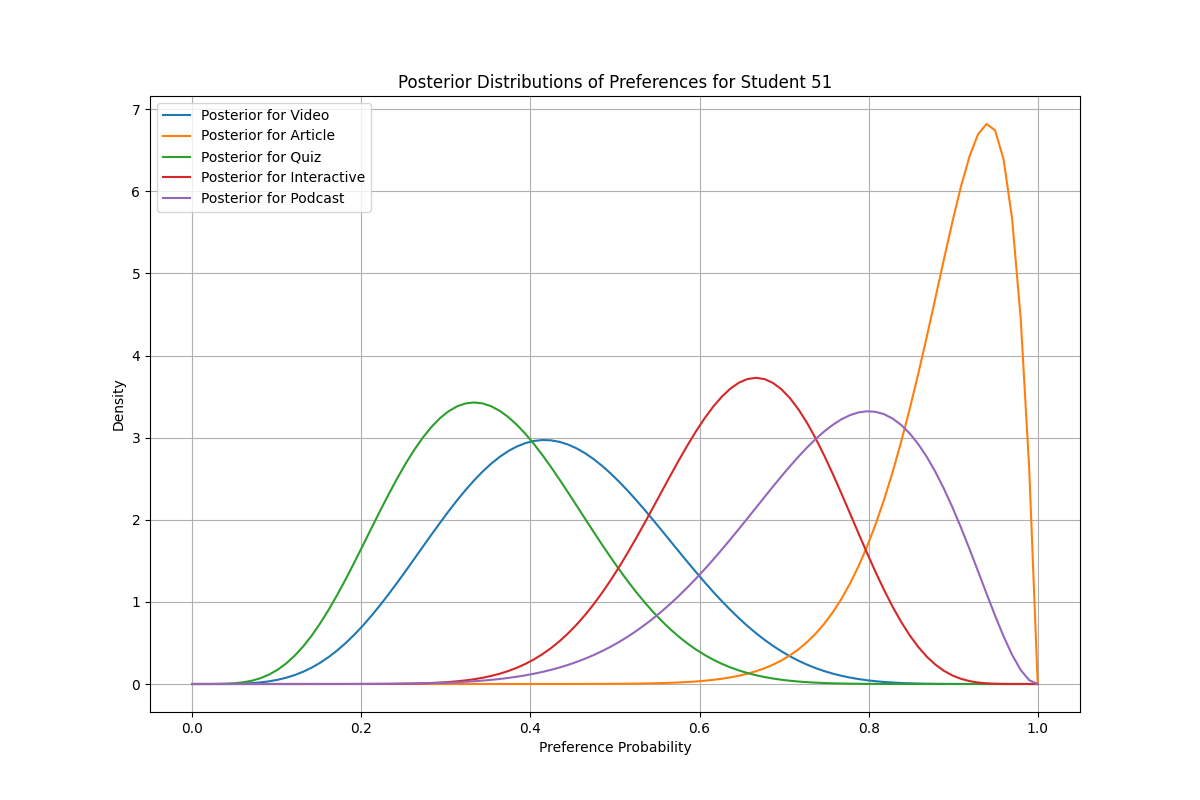 Posterior Distributions of Preferences for Student 51
Posterior for Video
Posterior for Article
Posterior for Quiz
Posterior for Interactive
Posterior for Podcast
7
6
5
4
3
2
1
0
Density
0.0 0.2 0.4 0.6 0.8 1.0
Preference Probability